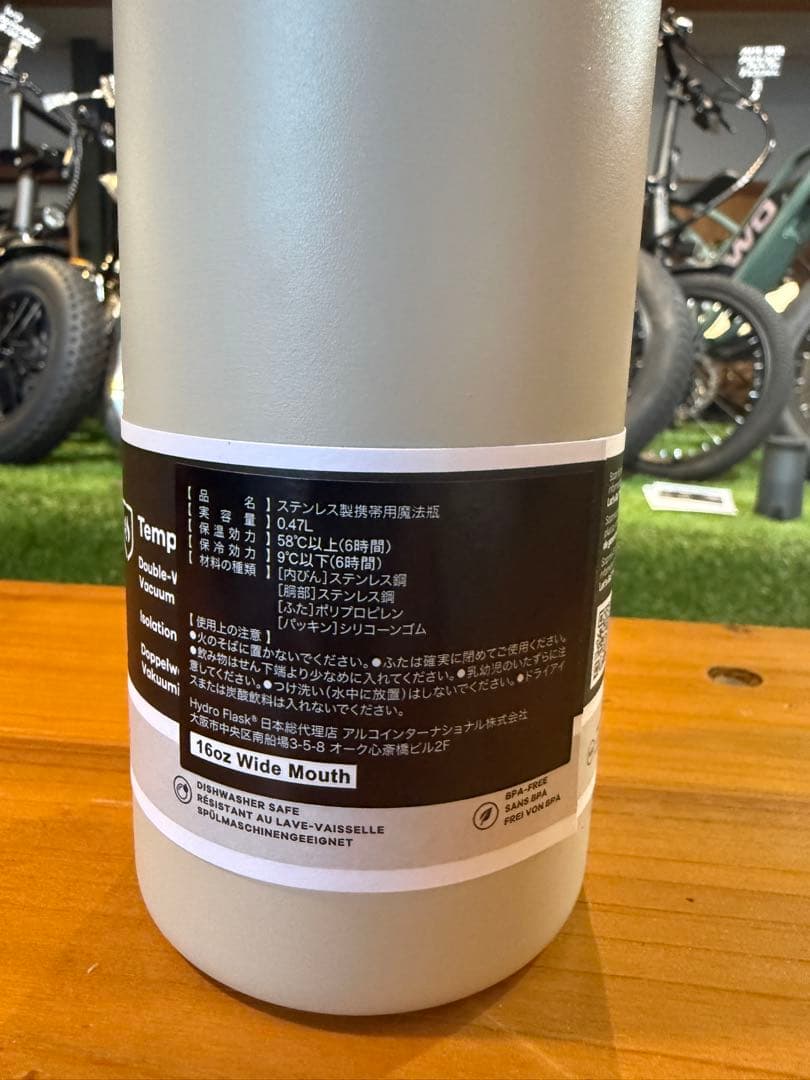 【品名】ステンレス製携帯用魔法瓶
【実容量】0.47L
【保温効力】58℃以上(6時間)
【保冷効力】9℃以下(6時間)
【材料の種類】[内びん]ステンレス鋼
[胴部]ステンレス鋼
[ふた]ポリプロピレン
[パッキン]シリコーンゴム
【使用上の注意】
●火のそばに置かないでください。●ふたは確実に閉めてご使用ください。
●飲み物はせん下端より少なめに入れてください。●乳幼児のいたずらに注
意してください。●つけ洗い(水中に放置)はしないでください。●ドライアイ
スまたは炭酸飲料は入れないでください。
Hydro Flask® 日本総代理店 アルコインターナショナル株式会社
大阪市中央区南船場3-5-8 オーク心斎橋ビル2F
16oz Wide Mouth
Temp
Double-W
Vacuum
Isolation
Doppelw
Vakuumi
DISHWASHER SAFE
RÉSISTANT AU LAVE-VAISSELLE
SPÜLMASCHINENGEEIGNET
BPA-FREE
SANS BPA
FREI VON BPA
WO